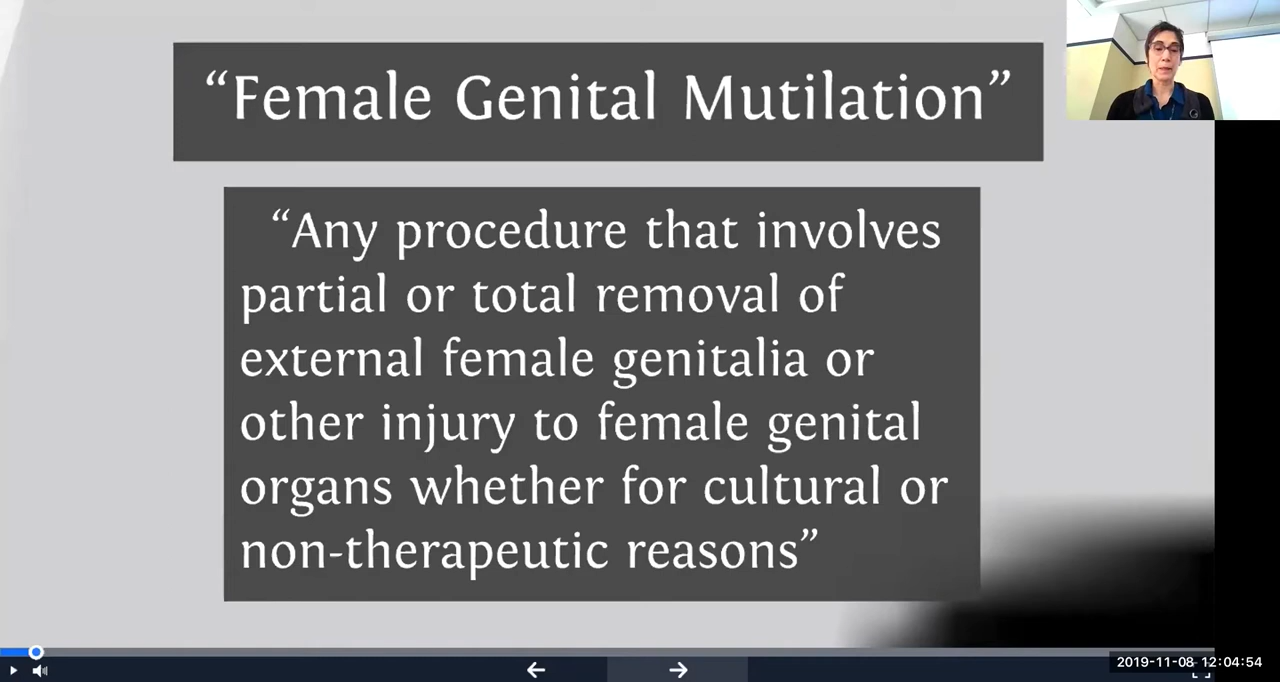 “Female Genital Mutilation”
“Any procedure that involves
partial or total removal of
external female genitalia or
other injury to female genital
organs whether for cultural or
non-therapeutic reasons”
2019-11-08 12:04:54